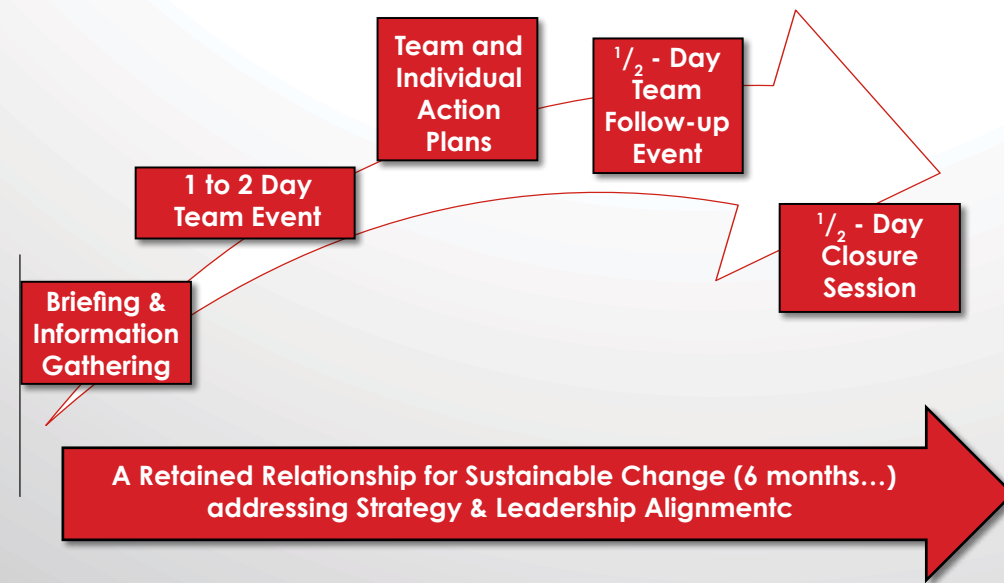 Briefing &
Information
Gathering
1 to 2 Day
Team Event
Team and
Individual
Action
Plans
1/2 - Day
Team
Follow-up
Event
1/2 - Day
Closure
Session
A Retained Relationship for Sustainable Change (6 months…)
addressing Strategy & Leadership Alignmentc